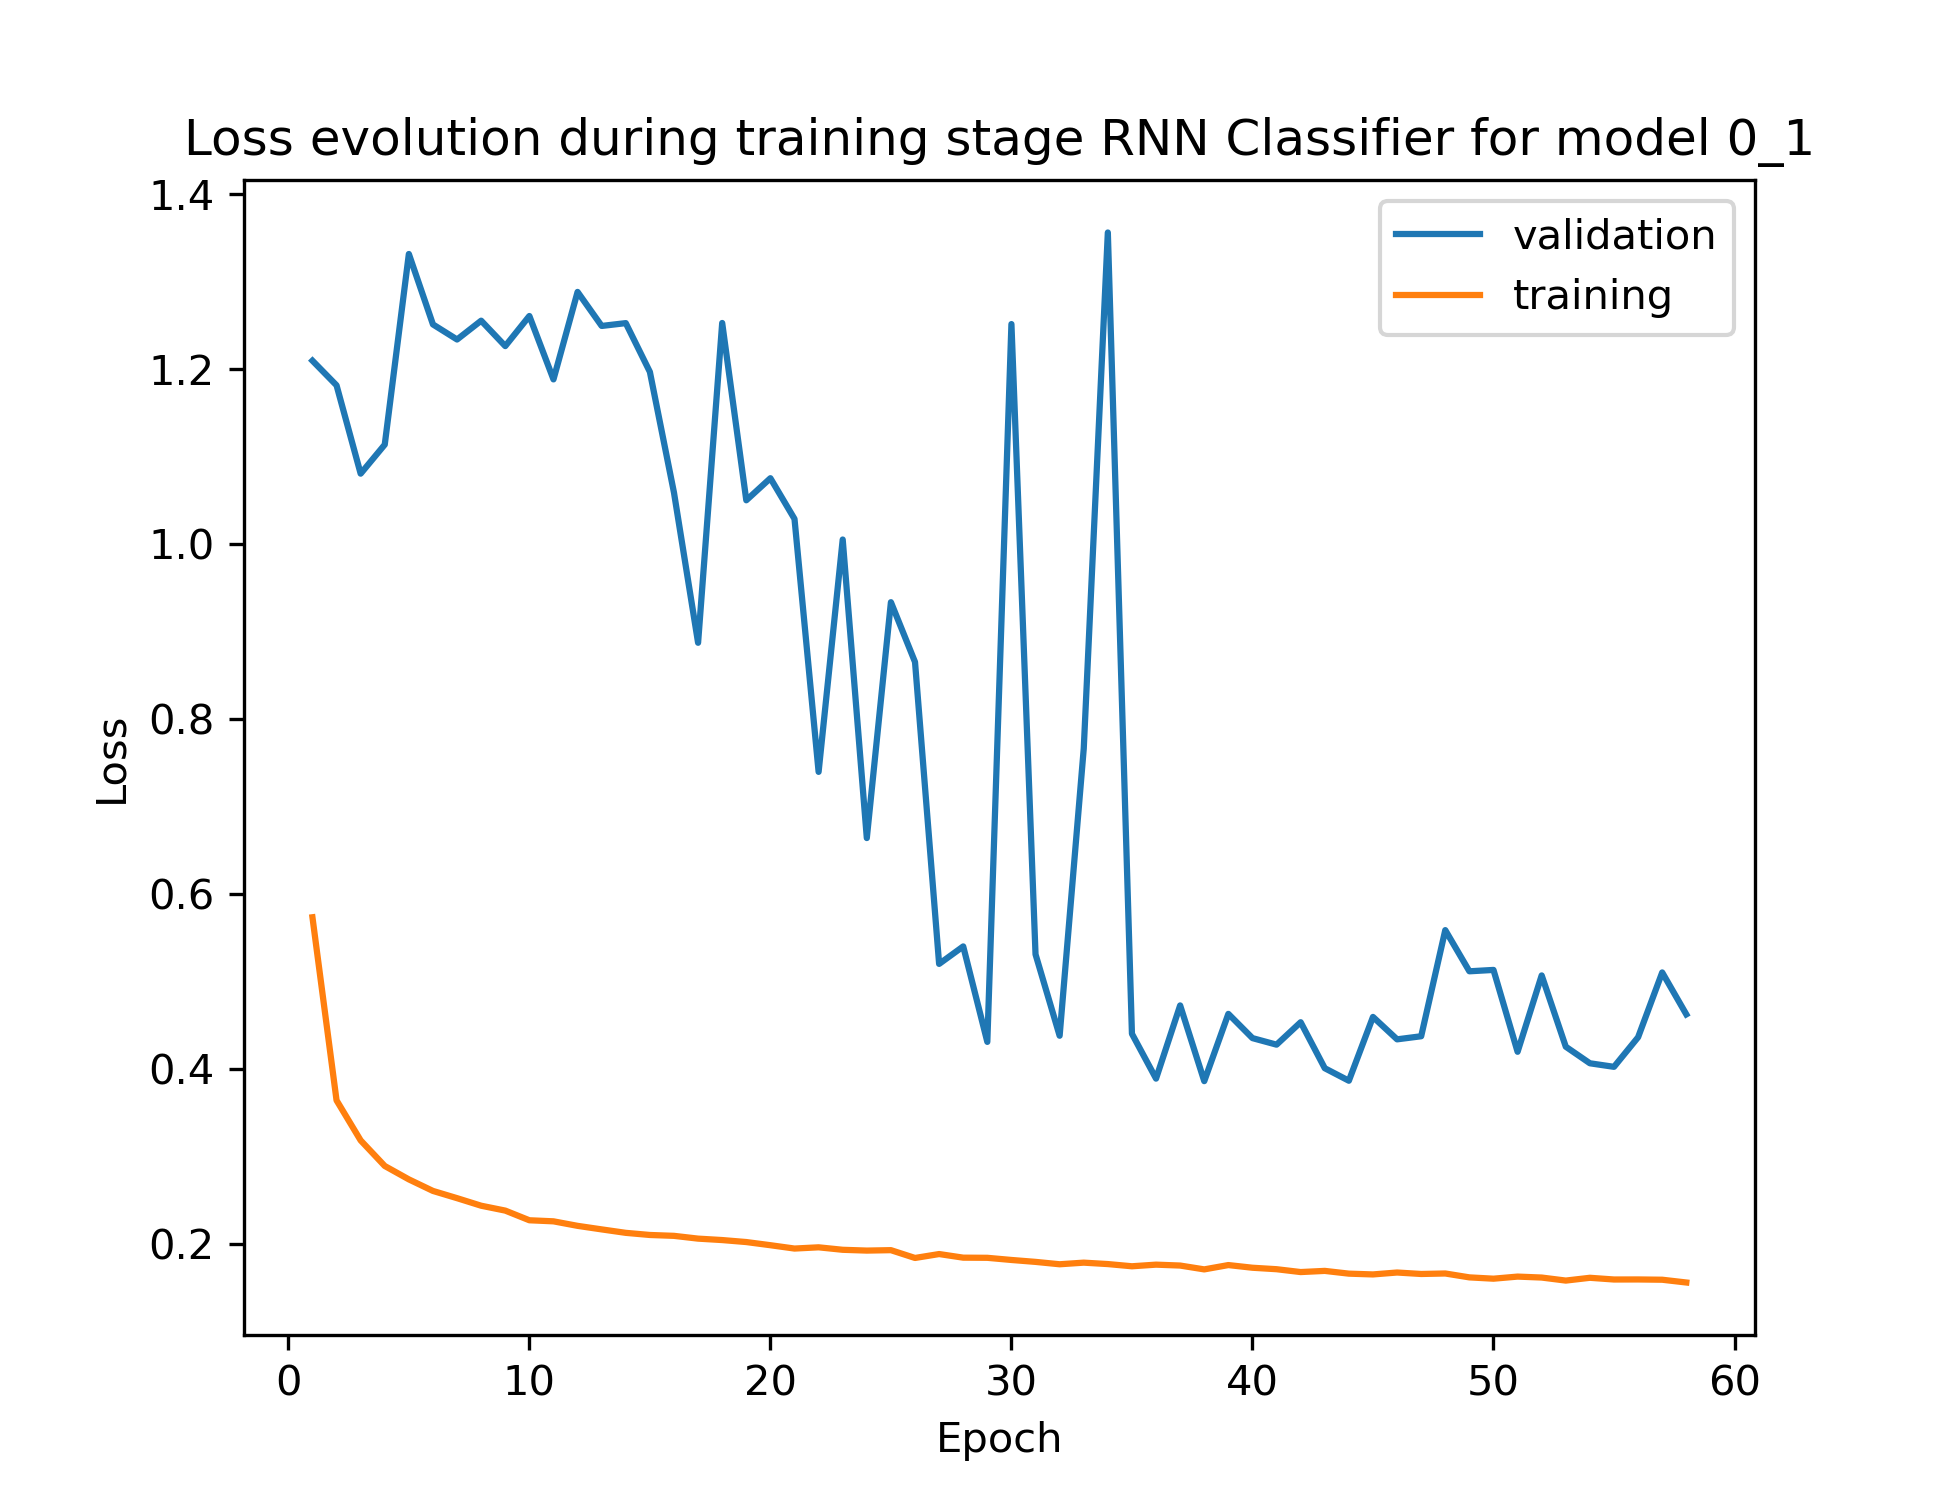 Loss evolution during training stage RNN Classifier for model 0_1
validation
training
1.4
1.2
1.0
0.8
0.6
0.4
0.2
Loss
0 10 20 30 40 50 60
Epoch